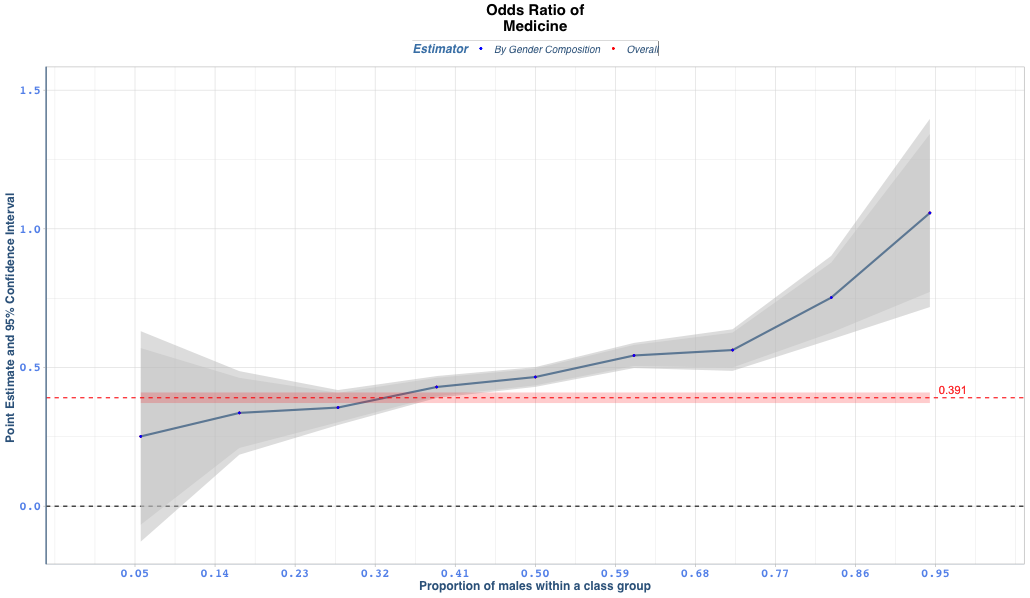 Odds Ratio of
Medicine
Estimator By Gender Composition Overall
Point Estimate and 95% Confidence Interval
1.5
1.0
0.5
0.0
0.391
0.05 0.14 0.23 0.32 0.41 0.50 0.59 0.68 0.77 0.86 0.95
Proportion of males within a class group